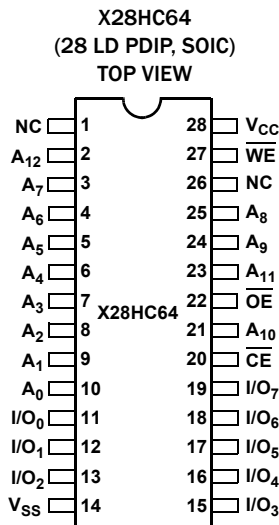 X28HC64
(28 LD PDIP, SOIC)
TOP VIEW
NC 1 28 VCC
A12 2 27 W̅E̅
A7 3 26 NC
A6 4 25 A8
A5 5 24 A9
A4 6 23 A11
A3 7 22 O̅E̅
X28HC64
A2 8 21 A10
A1 9 20 C̅E̅
A0 10 19 I/O7
I/O0 11 18 I/O6
I/O1 12 17 I/O5
I/O2 13 16 I/O4
VSS 14 15 I/O3